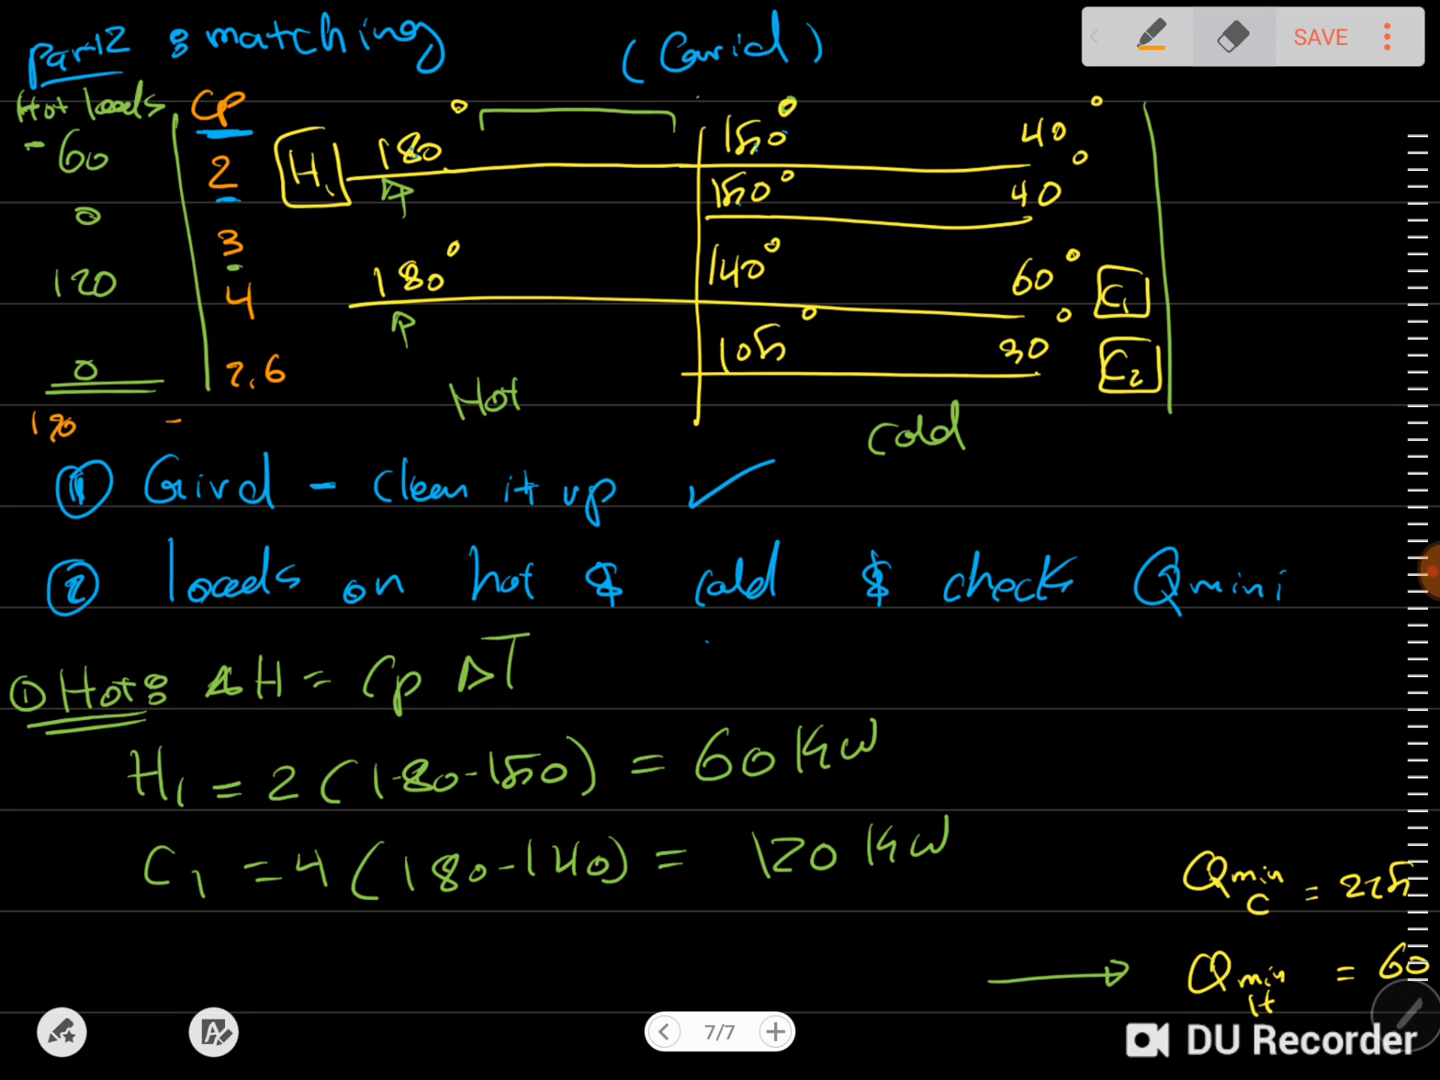 Part2 : matching (Gврid)
Hot loads CP
H1 180° 150° 40°
-60 2
150° 40
0 3
180° 140° 60° C1
120 4
105° 30° C2
0 2,6
Hot cold
120 -
① Gird - clean it up ✓
② loads on hot & cold & check Qmini
① Hot: ΔH = Cp ΔT
H1 = 2 (180-150) = 60 KW
C1 = 4 (180-140) = 120 KW
Qmin C = 225
→ Qmin H = 60
SAVE
7/7
DU Recorder